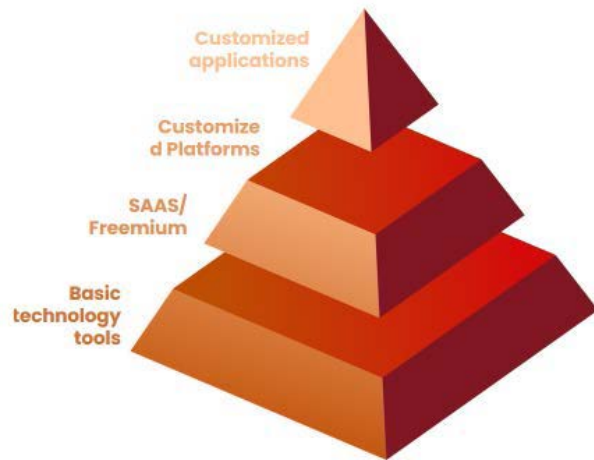 Customized
applications
Customize
d Platforms
SAAS/
Freemium
Basic
technology
tools